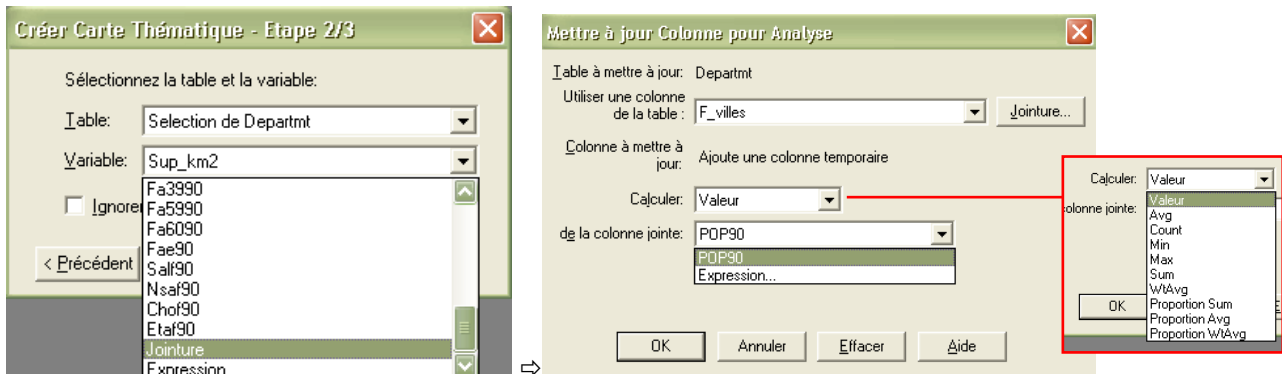 Créer Carte Thématique - Etape 2/3
Sélectionnez la table et la variable:
Table: Selection de Departmt
Variable: Sup_km2
Fa3990
Ignorer Fa5990
Fa6090
Fae90
< Précédent Salf90
Nsaf90
Chof90
Etaf90
Jointure
Expression
⇨
Mettre à jour Colonne pour Analyse
Table à mettre à jour: Departmt
Utiliser une colonne
de la table : F_villes Jointure...
Colonne à mettre à
jour: Ajoute une colonne temporaire
Calculer: Valeur
de la colonne jointe: POP90
POP90
Expression...
OK Annuler Effacer Aide
Calculer: Valeur
colonne jointe: Valeur
Avg
Count
Min
Max
Sum
WtAvg
OK Proportion Sum
Proportion Avg
Proportion WtAvg